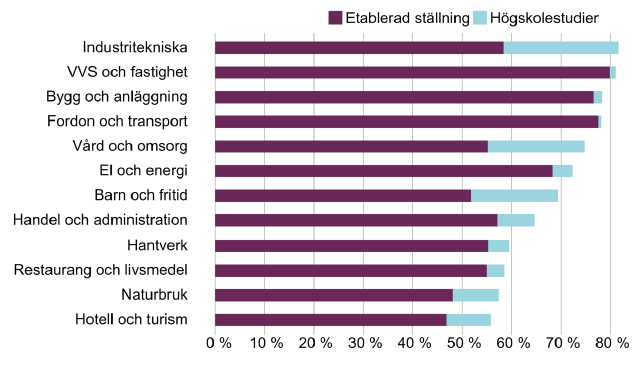 Etablerad ställning Högskolestudier
Industritekniska
VVS och fastighet
Bygg och anläggning
Fordon och transport
Vård och omsorg
El och energi
Barn och fritid
Handel och administration
Hantverk
Restaurang och livsmedel
Naturbruk
Hotell och turism
0 % 10 % 20 % 30 % 40 % 50 % 60 % 70 % 80 %